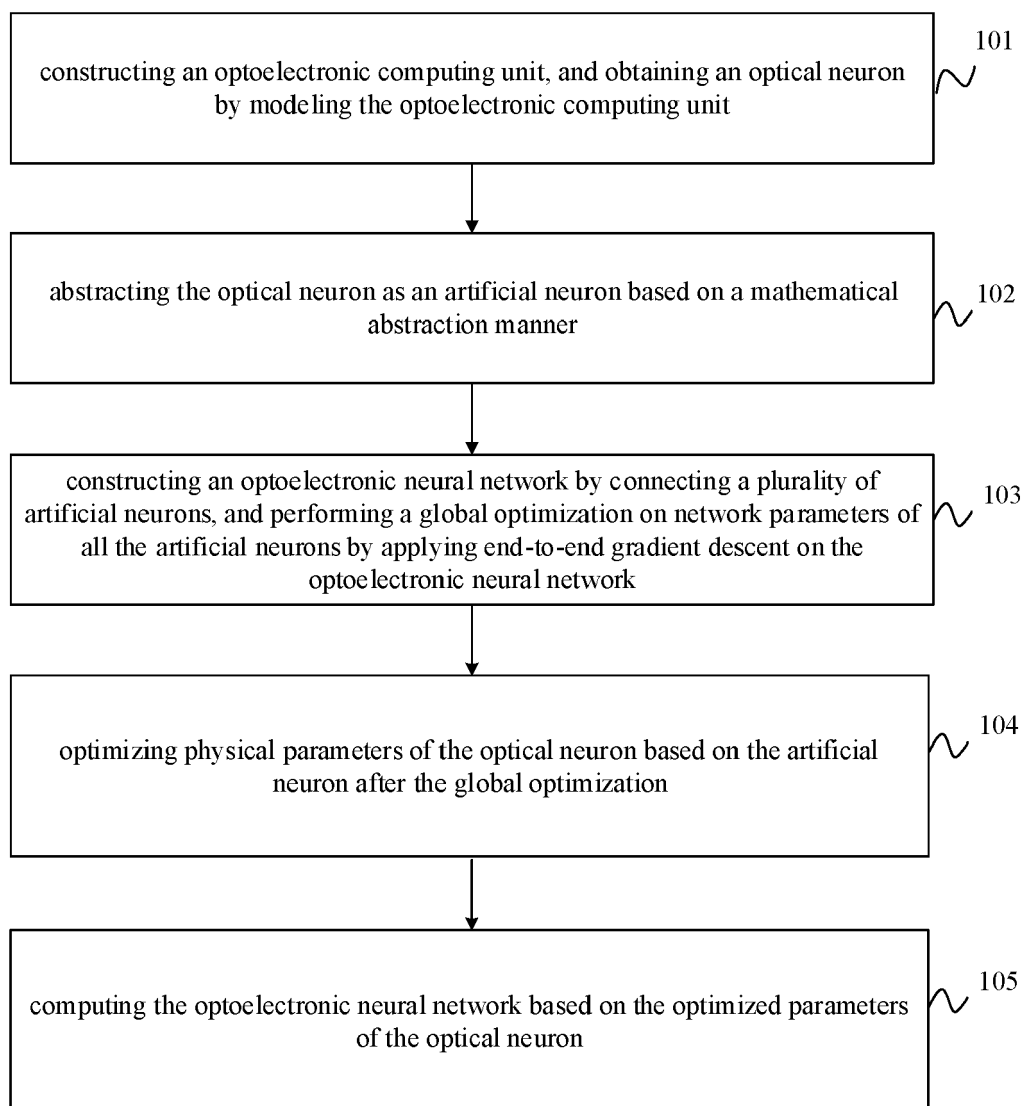 101
constructing an optoelectronic computing unit, and obtaining an optical neuron
by modeling the optoelectronic computing unit
102
abstracting the optical neuron as an artificial neuron based on a mathematical
abstraction manner
103
constructing an optoelectronic neural network by connecting a plurality of
artificial neurons, and performing a global optimization on network parameters of
all the artificial neurons by applying end-to-end gradient descent on the
optoelectronic neural network
104
optimizing physical parameters of the optical neuron based on the artificial
neuron after the global optimization
105
computing the optoelectronic neural network based on the optimized parameters
of the optical neuron